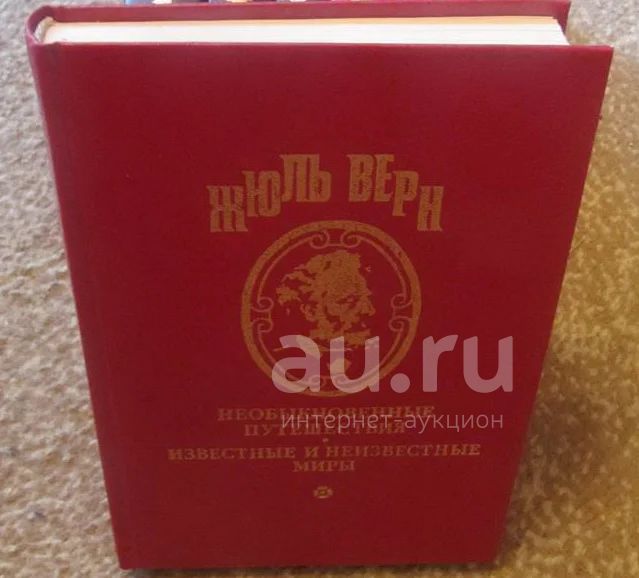 ЖЮЛЬ ВЕРН
au.ru
НЕОБЫКНОВЕННЫЕ
интернет-аукцион
ПУТЕШЕСТВИЯ
ИЗВЕСТНЫЕ И НЕИЗВЕСТНЫЕ
МИРЫ